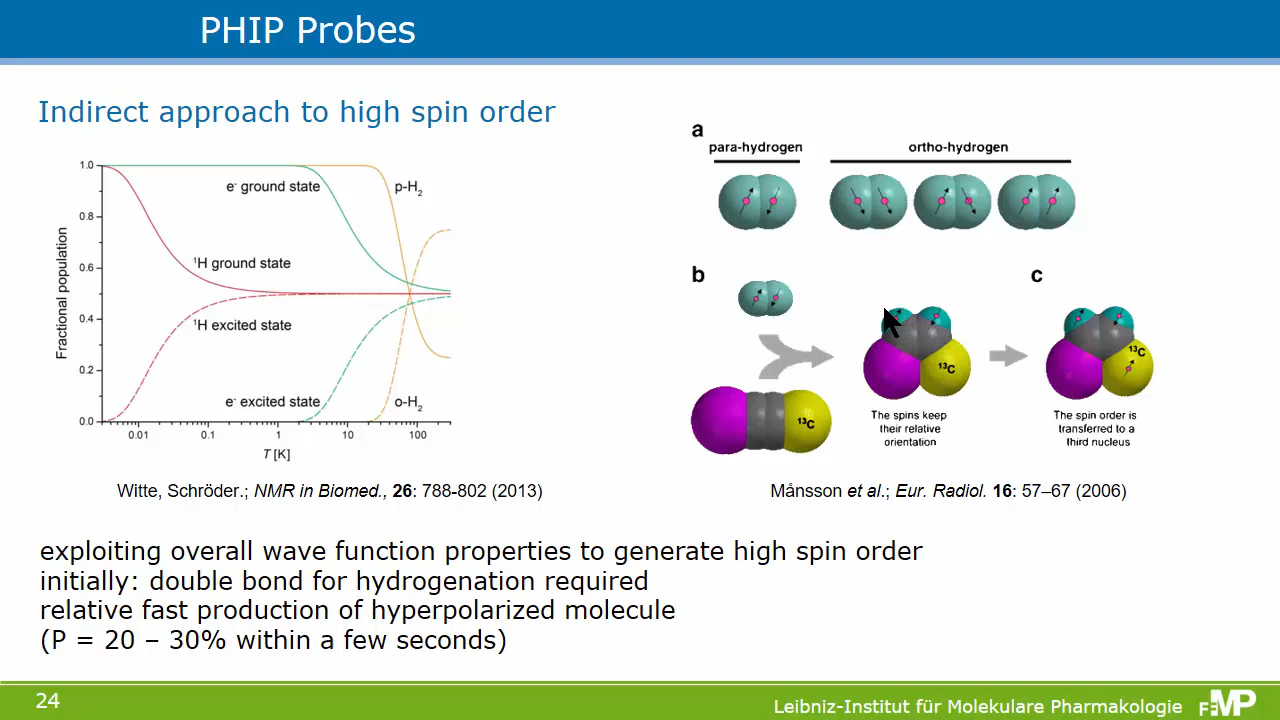 PHIP Probes
Indirect approach to high spin order
1.0
0.8
0.6
0.4
0.2
0.0
Fractional population
e- ground state
p-H2
1H ground state
1H excited state
e- excited state
o-H2
0.01
0.1
1
10
100
T [K]
Witte, Schröder.; NMR in Biomed., 26: 788-802 (2013)
a
para-hydrogen
ortho-hydrogen
b
c
13C
13C
13C
The spins keep
their relative
orientation
The spin order is
transferred to a
third nucleus
Månsson et al.; Eur. Radiol. 16: 57–67 (2006)
exploiting overall wave function properties to generate high spin order
initially: double bond for hydrogenation required
relative fast production of hyperpolarized molecule
(P = 20 – 30% within a few seconds)
24
Leibniz-Institut für Molekulare Pharmakologie
FMP